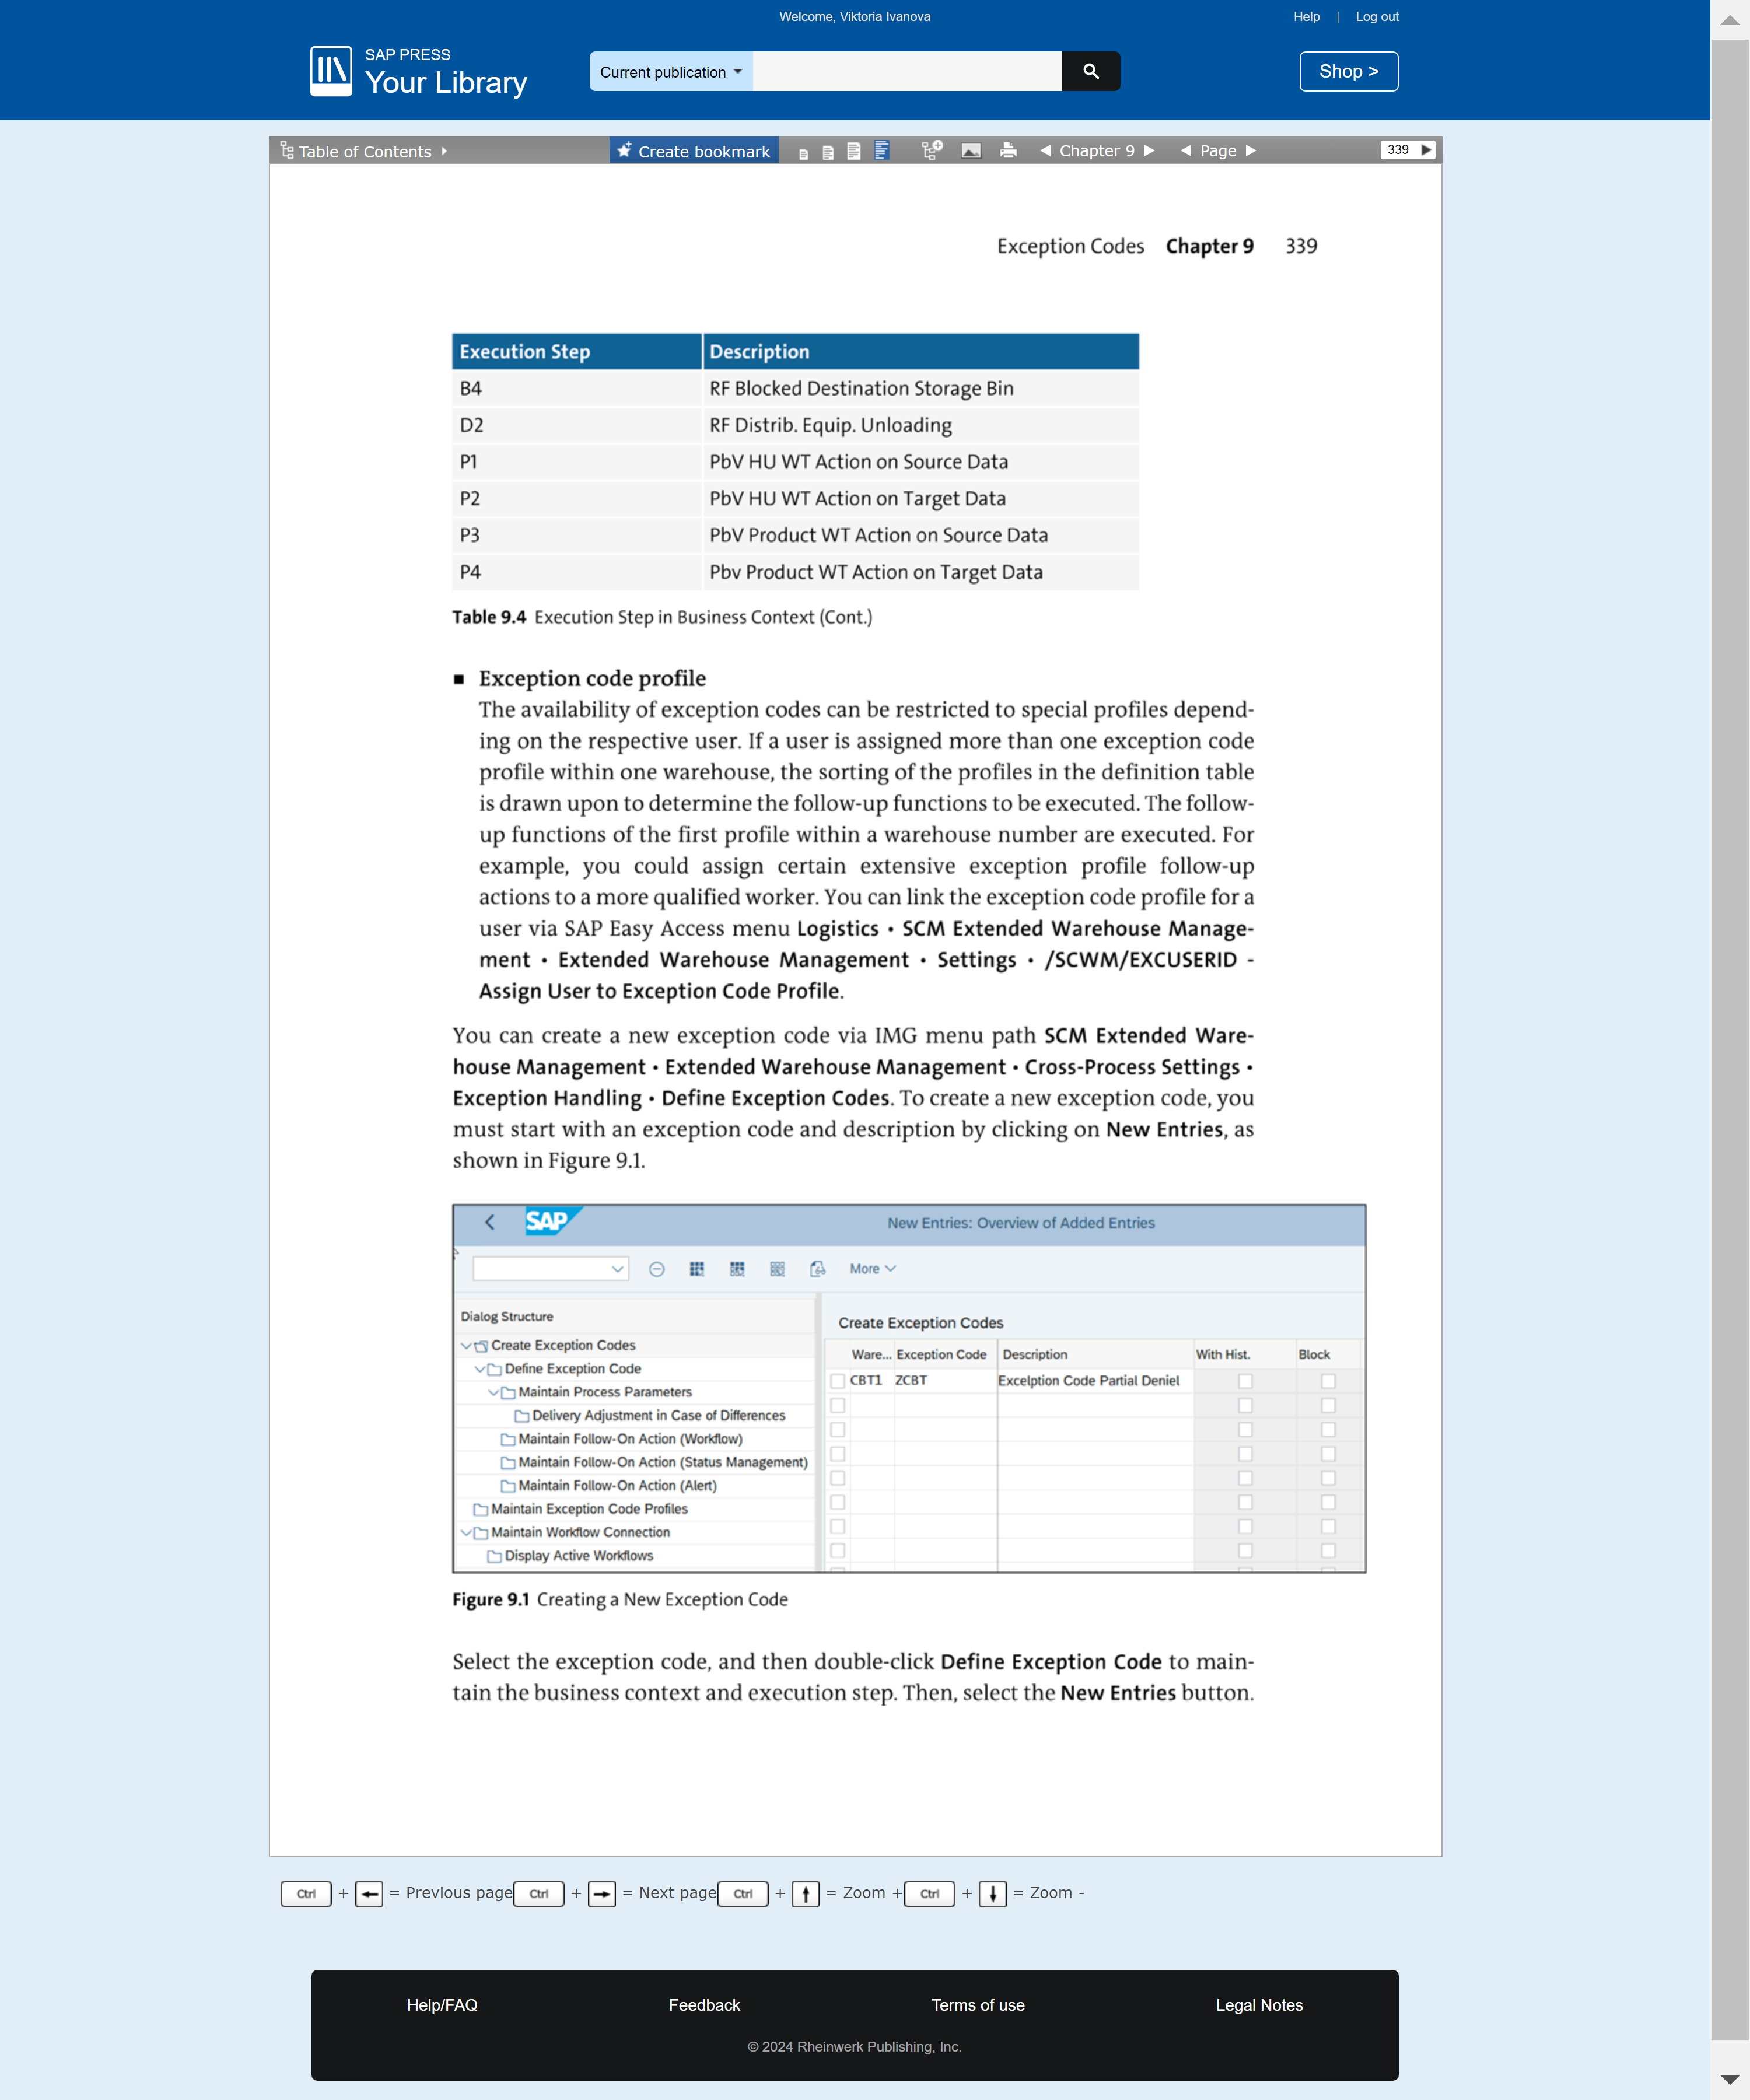 Welcome, Viktoria Ivanova
Help | Log out
SAP PRESS
Your Library
Current publication
Shop >
Table of Contents
Create bookmark
Chapter 9
Page
339
Exception Codes Chapter 9 339
Execution Step Description
B4 RF Blocked Destination Storage Bin
D2 RF Distrib. Equip. Unloading
P1 PbV HU WT Action on Source Data
P2 PbV HU WT Action on Target Data
P3 PbV Product WT Action on Source Data
P4 Pbv Product WT Action on Target Data
Table 9.4 Execution Step in Business Context (Cont.)
■ Exception code profile
The availability of exception codes can be restricted to special profiles depend-
ing on the respective user. If a user is assigned more than one exception code
profile within one warehouse, the sorting of the profiles in the definition table
is drawn upon to determine the follow-up functions to be executed. The follow-
up functions of the first profile within a warehouse number are executed. For
example, you could assign certain extensive exception profile follow-up
actions to a more qualified worker. You can link the exception code profile for a
user via SAP Easy Access menu Logistics • SCM Extended Warehouse Manage-
ment • Extended Warehouse Management • Settings • /SCWM/EXCUSERID -
Assign User to Exception Code Profile.
You can create a new exception code via IMG menu path SCM Extended Ware-
house Management • Extended Warehouse Management • Cross-Process Settings •
Exception Handling • Define Exception Codes. To create a new exception code, you
must start with an exception code and description by clicking on New Entries, as
shown in Figure 9.1.
SAP
New Entries: Overview of Added Entries
More
Dialog Structure
Create Exception Codes
Define Exception Code
Maintain Process Parameters
Delivery Adjustment in Case of Differences
Maintain Follow-On Action (Workflow)
Maintain Follow-On Action (Status Management)
Maintain Follow-On Action (Alert)
Maintain Exception Code Profiles
Maintain Workflow Connection
Display Active Workflows
Create Exception Codes
Ware... Exception Code Description With Hist. Block
CBT1 ZCBT Excelption Code Partial Deniel
Figure 9.1 Creating a New Exception Code
Select the exception code, and then double-click Define Exception Code to main-
tain the business context and execution step. Then, select the New Entries button.
Ctrl + ← = Previous page Ctrl + → = Next page Ctrl + ↑ = Zoom + Ctrl + ↓ = Zoom -
Help/FAQ Feedback Terms of use Legal Notes
© 2024 Rheinwerk Publishing, Inc.